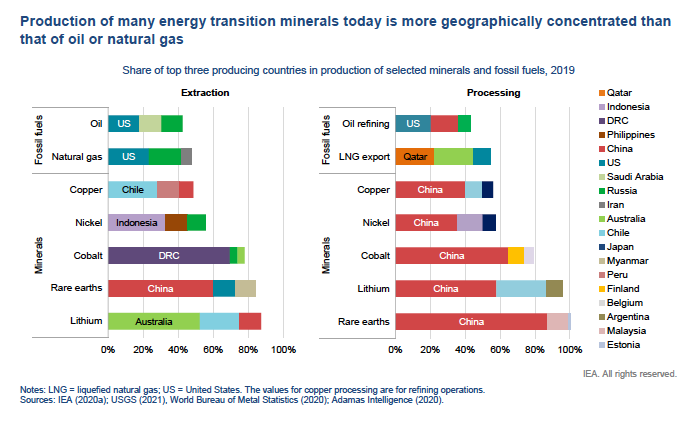 Production of many energy transition minerals today is more geographically concentrated than
that of oil or natural gas
Share of top three producing countries in production of selected minerals and fossil fuels, 2019
Extraction
Fossil fuels
Oil
US
Natural gas
US
Minerals
Copper
Chile
Nickel
Indonesia
Cobalt
DRC
Rare earths
China
Lithium
Australia
0% 20% 40% 60% 80% 100%
Processing
Fossil fuels
Oil refining
US
LNG export
Qatar
Minerals
Copper
China
Nickel
China
Cobalt
China
Lithium
China
Rare earths
China
0% 20% 40% 60% 80% 100%
Qatar
Indonesia
DRC
Philippines
China
US
Saudi Arabia
Russia
Iran
Australia
Chile
Japan
Myanmar
Peru
Finland
Belgium
Argentina
Malaysia
Estonia
IEA. All rights reserved.
Notes: LNG = liquefied natural gas; US = United States. The values for copper processing are for refining operations.
Sources: IEA (2020a); USGS (2021), World Bureau of Metal Statistics (2020); Adamas Intelligence (2020).